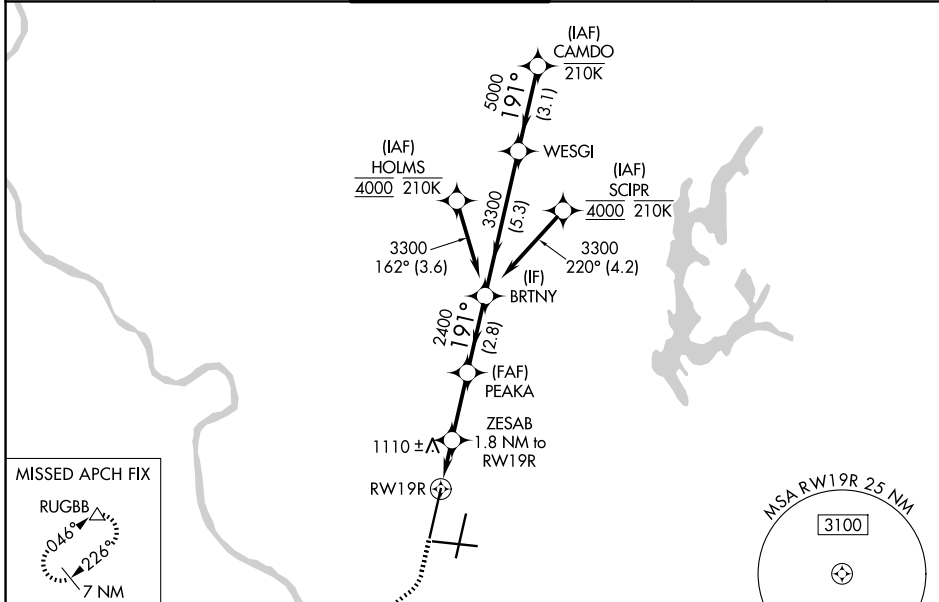 (IAF)
CAMDO
210K
5000
191°
(3.1)
WESGI
(IAF)
HOLMS
4000 210K
(IAF)
SCIPR
4000 210K
3300
(5.3)
3300
162° (3.6)
3300
220° (4.2)
(IF)
BRTNY
2400
191°
(2.8)
(FAF)
PEAKA
ZESAB
1.8 NM to
RW19R
1110 ±
RW19R
MISSED APCH FIX
RUGBB
046°
226°
7 NM
MSA RW19R 25 NM
3100